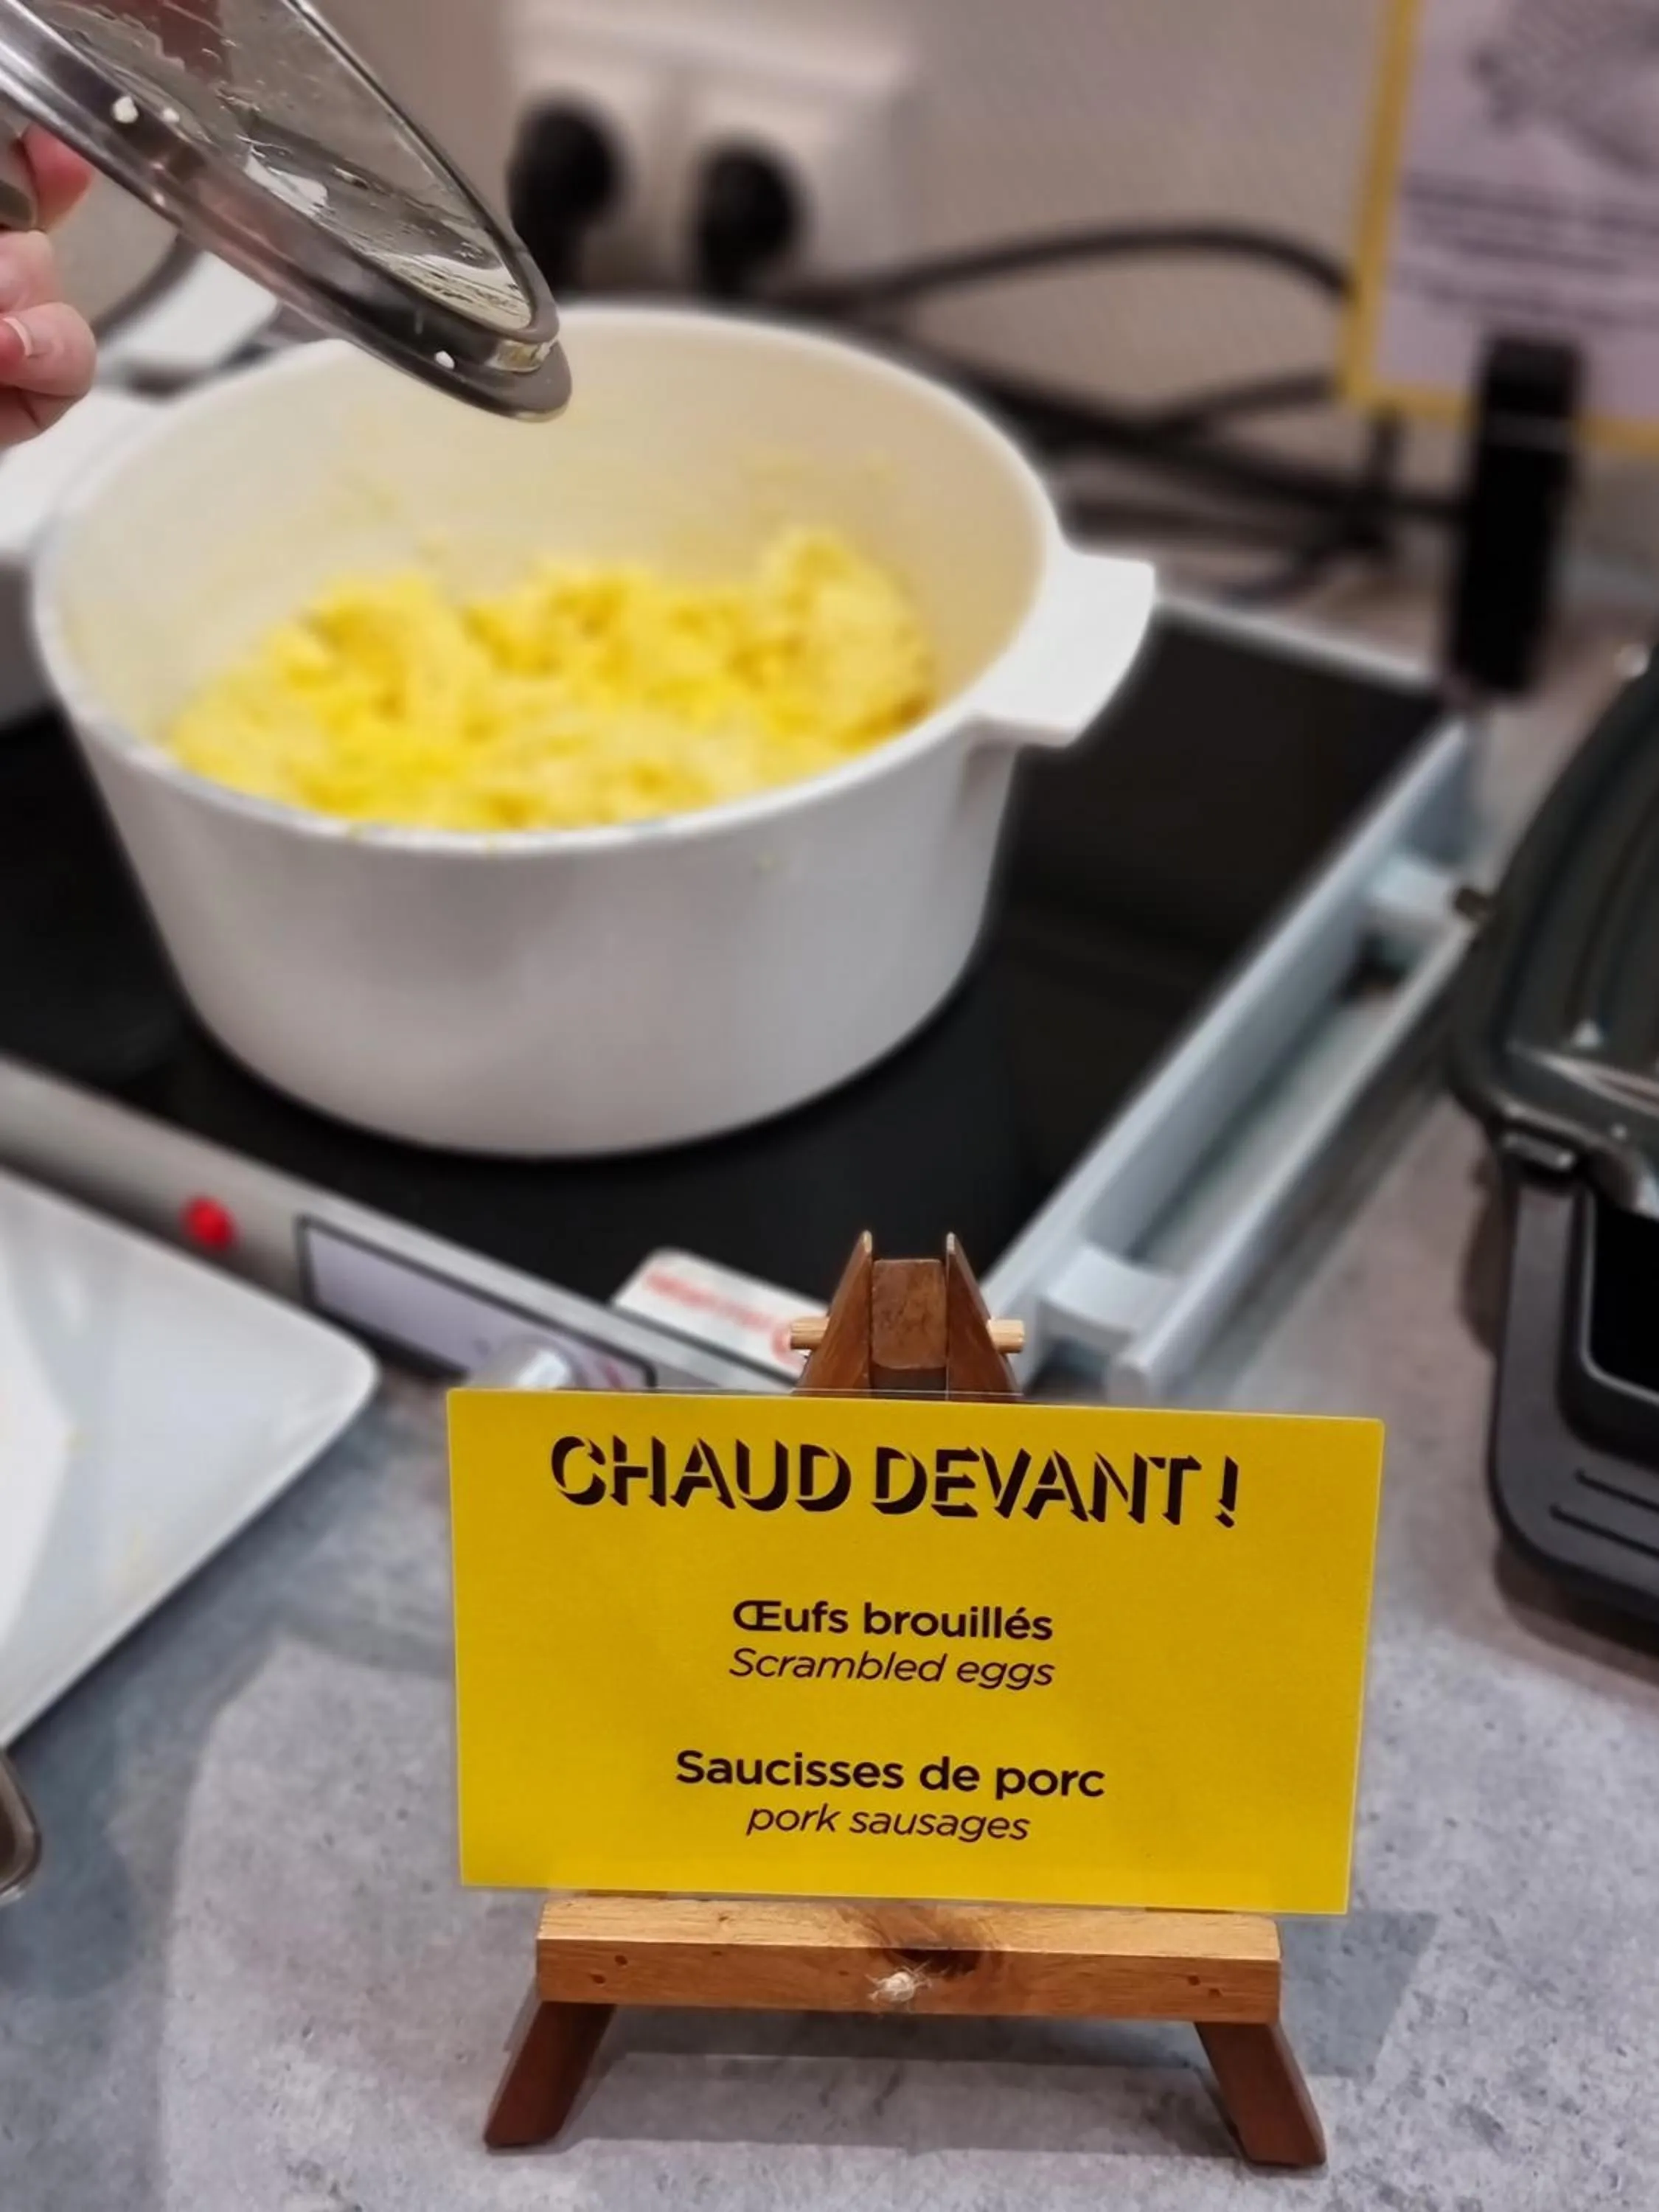 CHAUD DEVANT !
Œufs brouillés
Scrambled eggs
Saucisses de porc
pork sausages